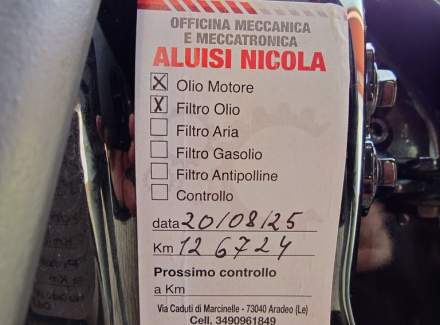 OFFICINA MECCANICA
E MECCATRONICA
ALUISI NICOLA
Olio Motore
Filtro Olio
Filtro Aria
Filtro Gasolio
Filtro Antipolline
Controllo
data 20/08/25
Km 126724
Prossimo controllo
a Km
Via Caduti di Marcinelle - 73040 Aradeo (Le)
Cell. 3490961849